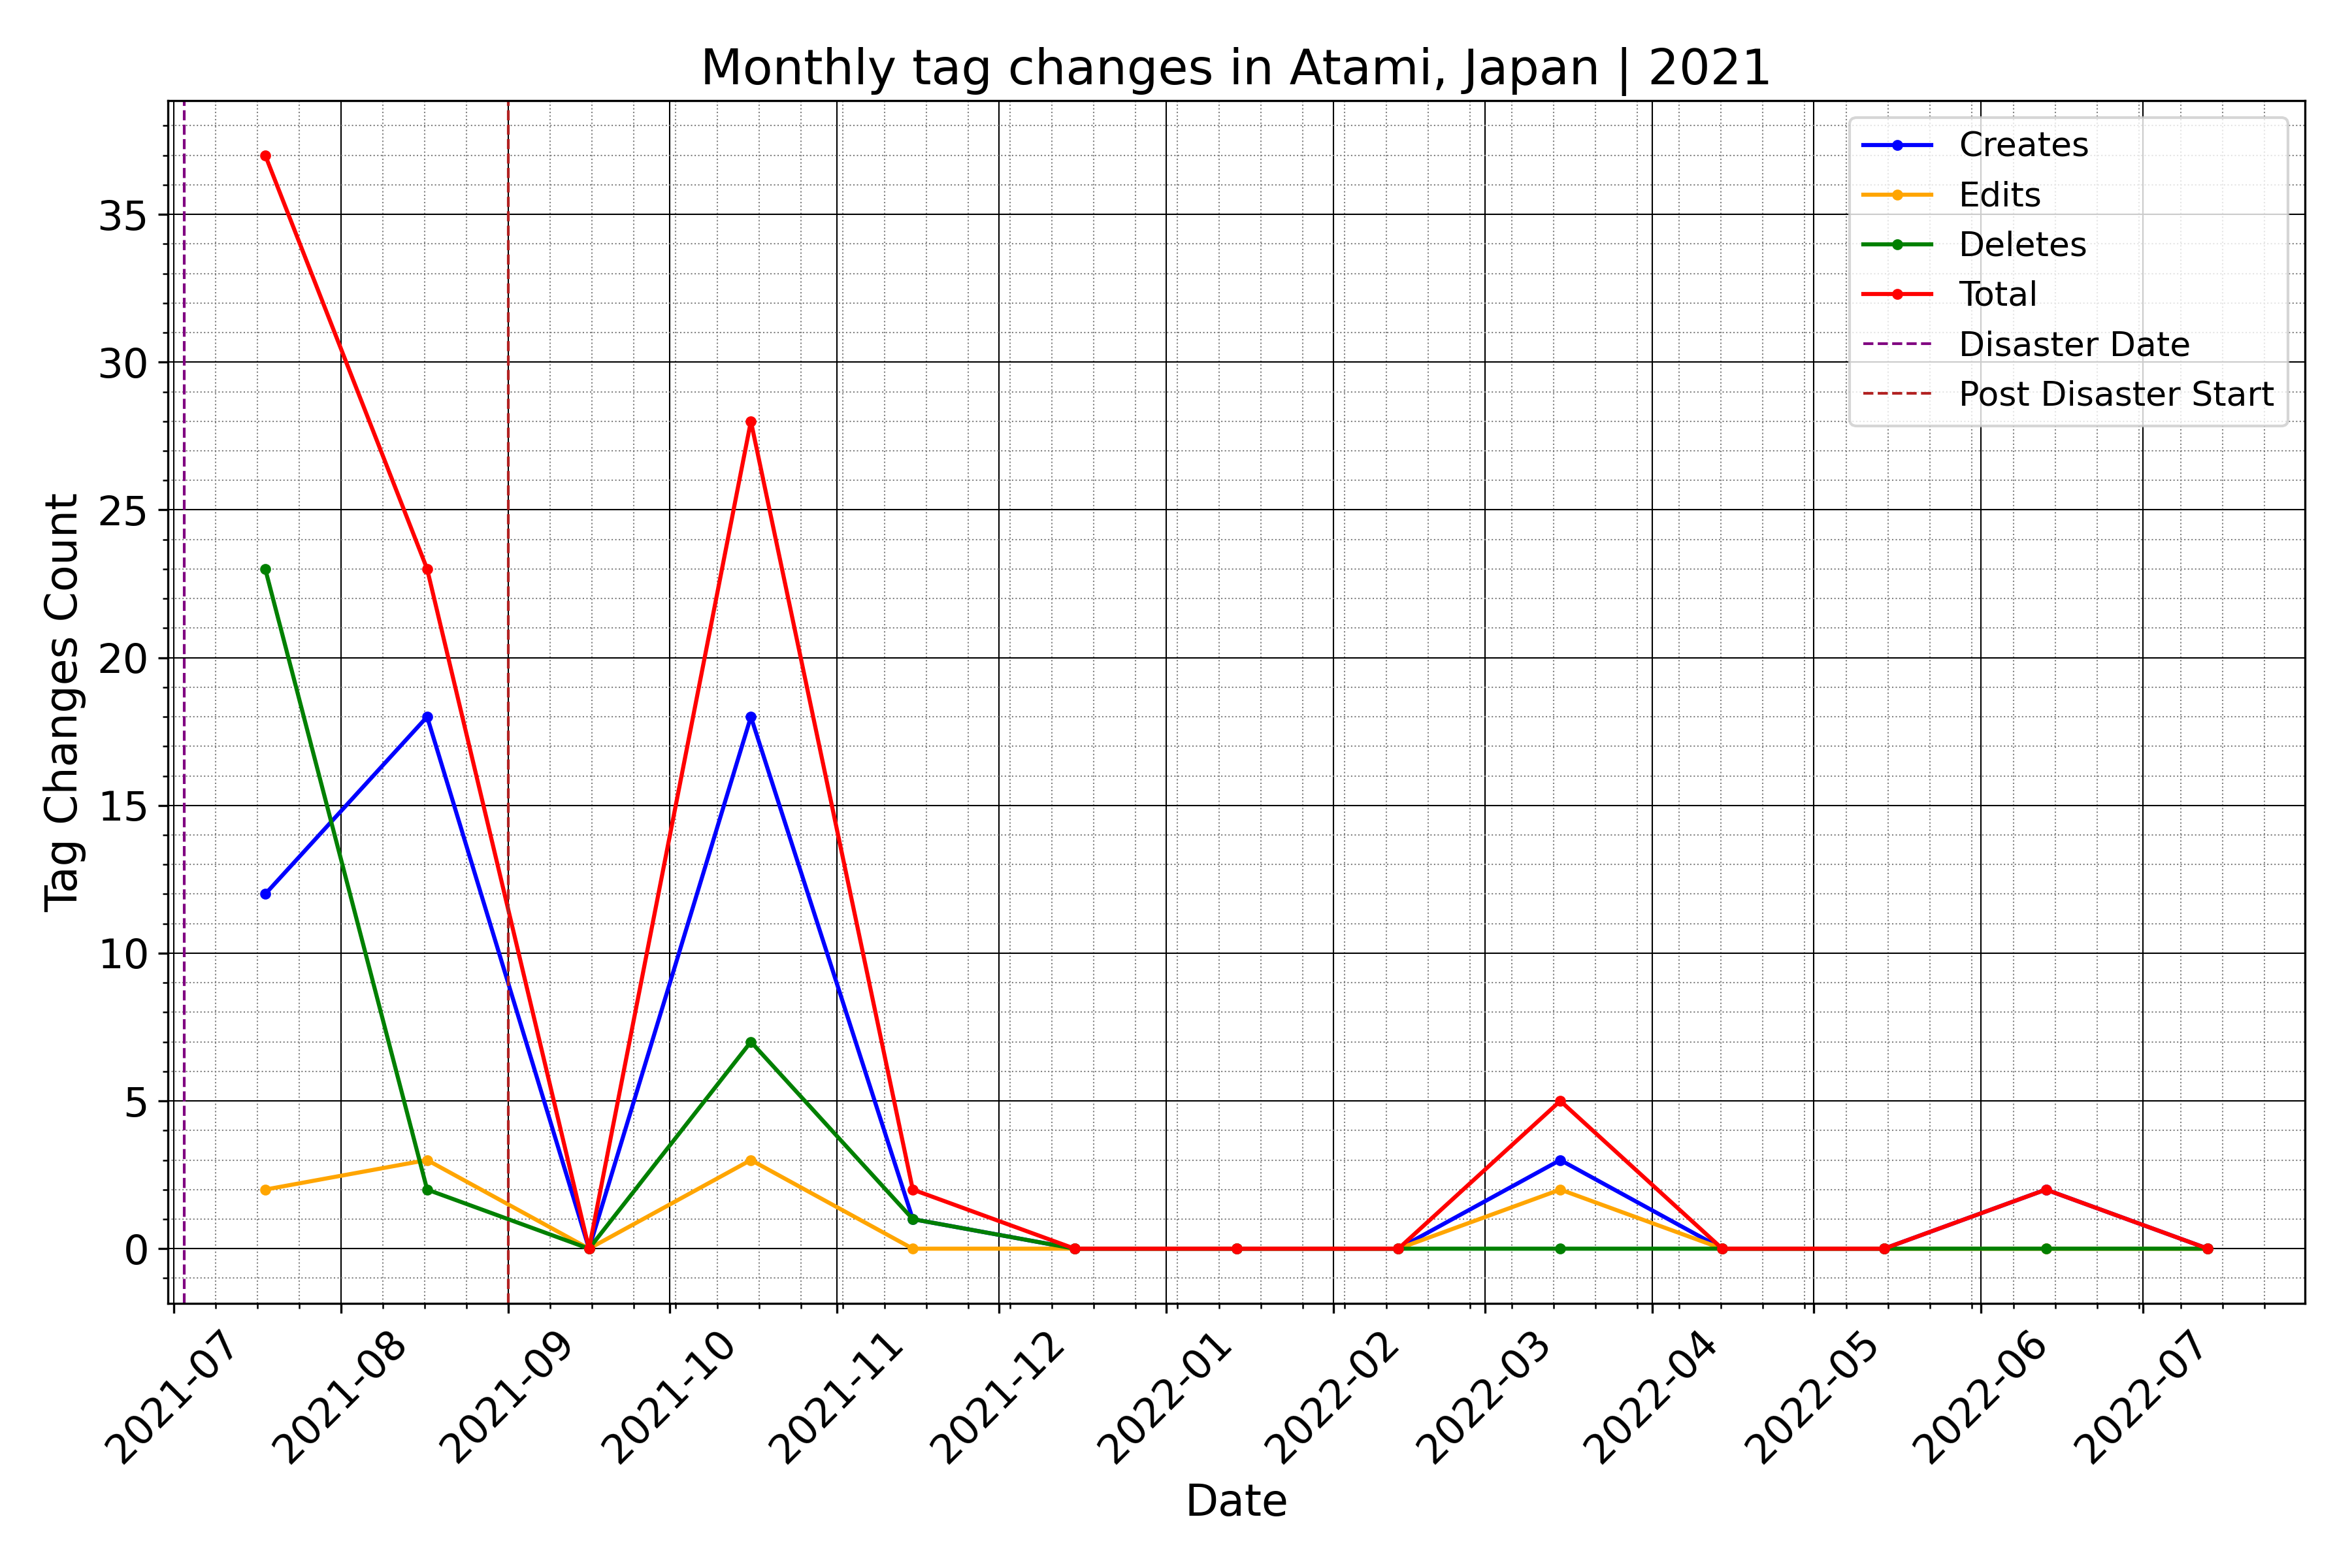 Monthly tag changes in Atami, Japan | 2021
Creates
Edits
Deletes
Total
Disaster Date
Post Disaster Start
Tag Changes Count
35
30
25
20
15
10
5
0
2021-07
2021-08
2021-09
2021-10
2021-11
2021-12
2022-01
2022-02
2022-03
2022-04
2022-05
2022-06
2022-07
Date